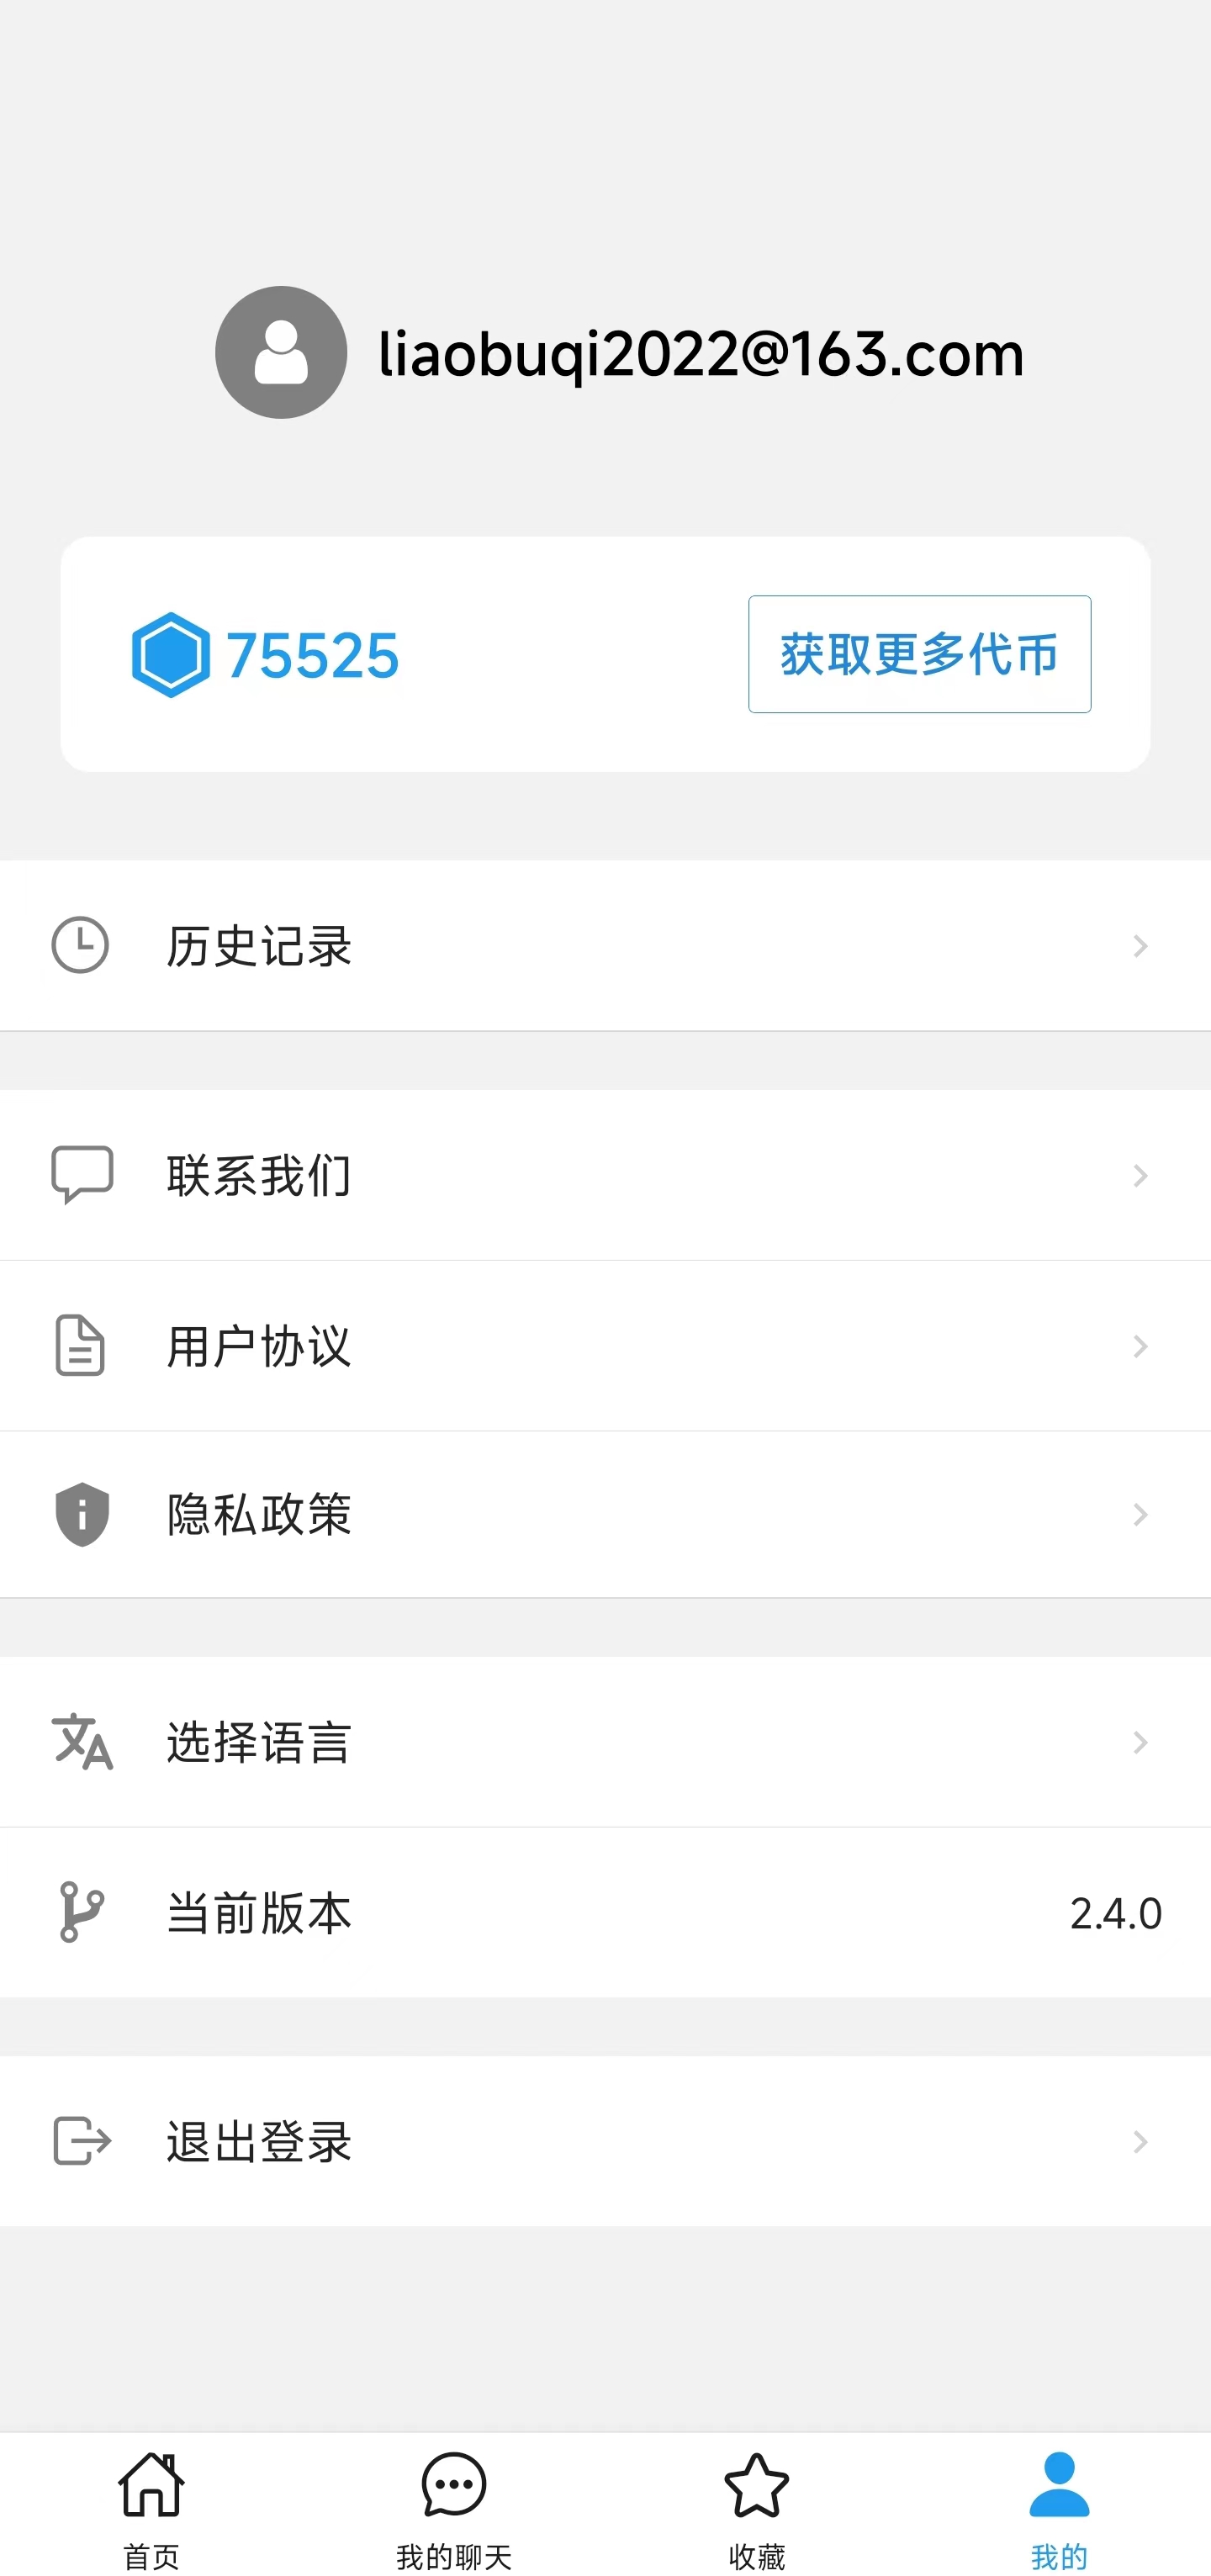 liaobuqi2022@163.com
75525
获取更多代币
历史记录
联系我们
用户协议
隐私政策
选择语言
当前版本
2.4.0
退出登录
首页
我的聊天
收藏
我的